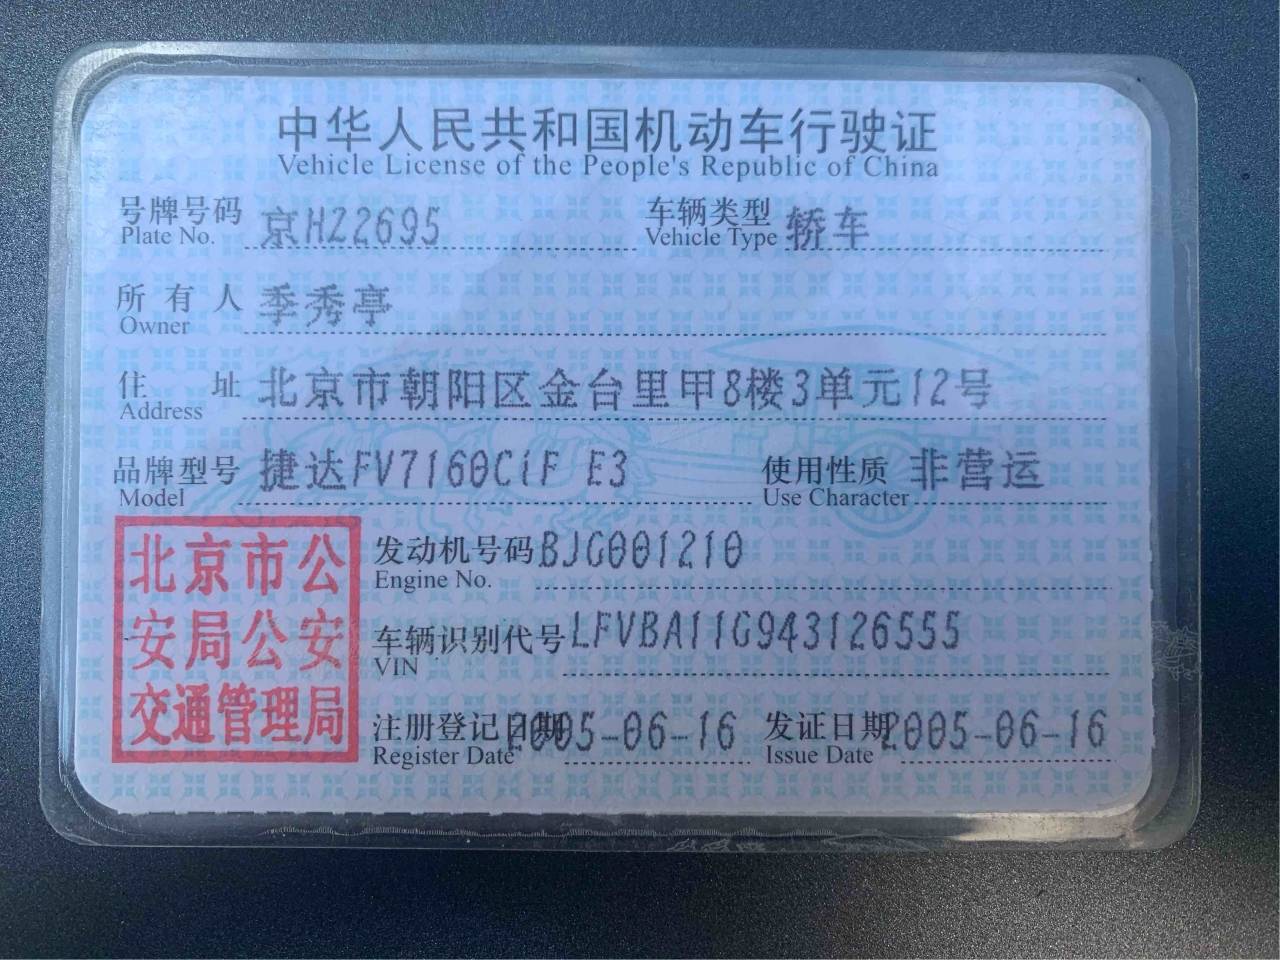 中华人民共和国机动车行驶证
Vehicle License of the People's Republic of China
号牌号码 京HZ2695 车辆类型 轿车
Plate No. Vehicle Type
所有人 季秀亭
Owner
住址 北京市朝阳区金台里甲8楼3单元12号
Address
品牌型号 捷达FV7160CiF E3 使用性质 非营运
Model Use Character
北京市公
安局公安
交通管理局
发动机号码 BJG001210
Engine No.
车辆识别代号 LFVBA11G943126555
VIN
注册登记日期 2005-06-16 发证日期 2005-06-16
Register Date Issue Date